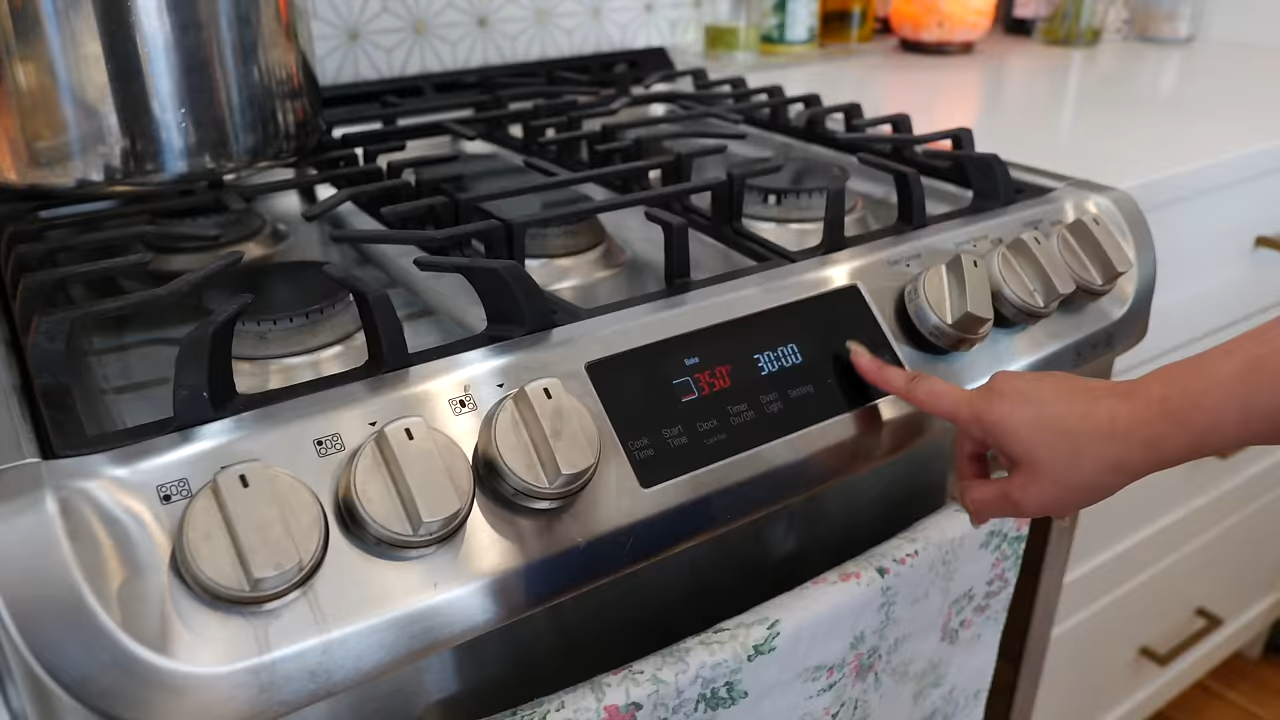 Bake
350°
30:00
Cook Time
Start Time
Clock
Timer On/Off
Oven Light
Setting